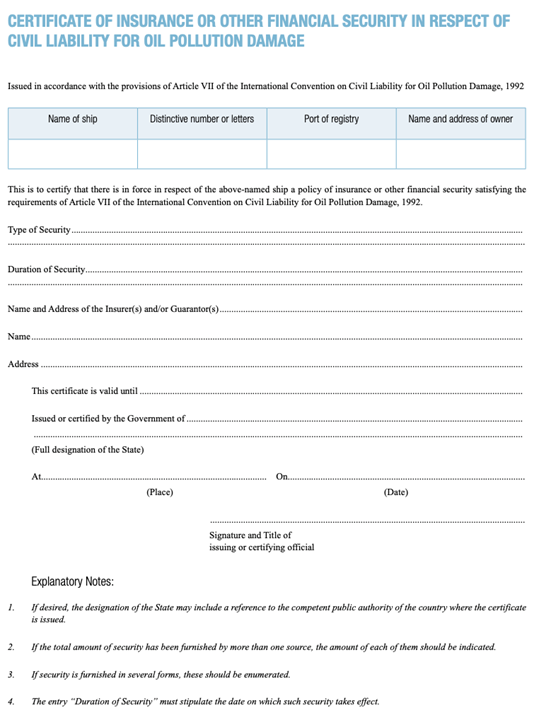 CERTIFICATE OF INSURANCE OR OTHER FINANCIAL SECURITY IN RESPECT OF
CIVIL LIABILITY FOR OIL POLLUTION DAMAGE
Issued in accordance with the provisions of Article VII of the International Convention on Civil Liability for Oil Pollution Damage, 1992
Name of ship
Distinctive number or letters
Port of registry
Name and address of owner
This is to certify that there is in force in respect of the above-named ship a policy of insurance or other financial security satisfying the
requirements of Article VII of the International Convention on Civil Liability for Oil Pollution Damage, 1992.
Type of Security
Duration of Security
Name and Address of the Insurer(s) and/or Guarantor(s)
Name
Address
This certificate is valid until
Issued or certified by the Government of
(Full designation of the State)
At On
(Place) (Date)
Signature and Title of
issuing or certifying official
Explanatory Notes:
1. If desired, the designation of the State may include a reference to the competent public authority of the country where the certificate
is issued.
2. If the total amount of security has been furnished by more than one source, the amount of each of them should be indicated.
3. If security is furnished in several forms, these should be enumerated.
4. The entry “Duration of Security” must stipulate the date on which such security takes effect.